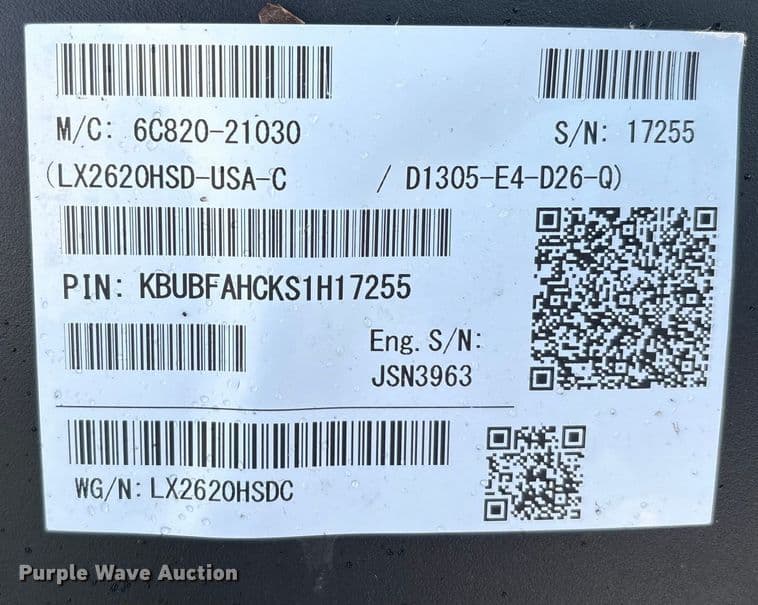 M/C: 6C820-21030
S/N: 17255
(LX2620HSD-USA-C / D1305-E4-D26-Q)
PIN: KBUBFAHCKS1H17255
Eng. S/N:
JSN3963
WG/N: LX2620HSDC
Purple Wave Auction